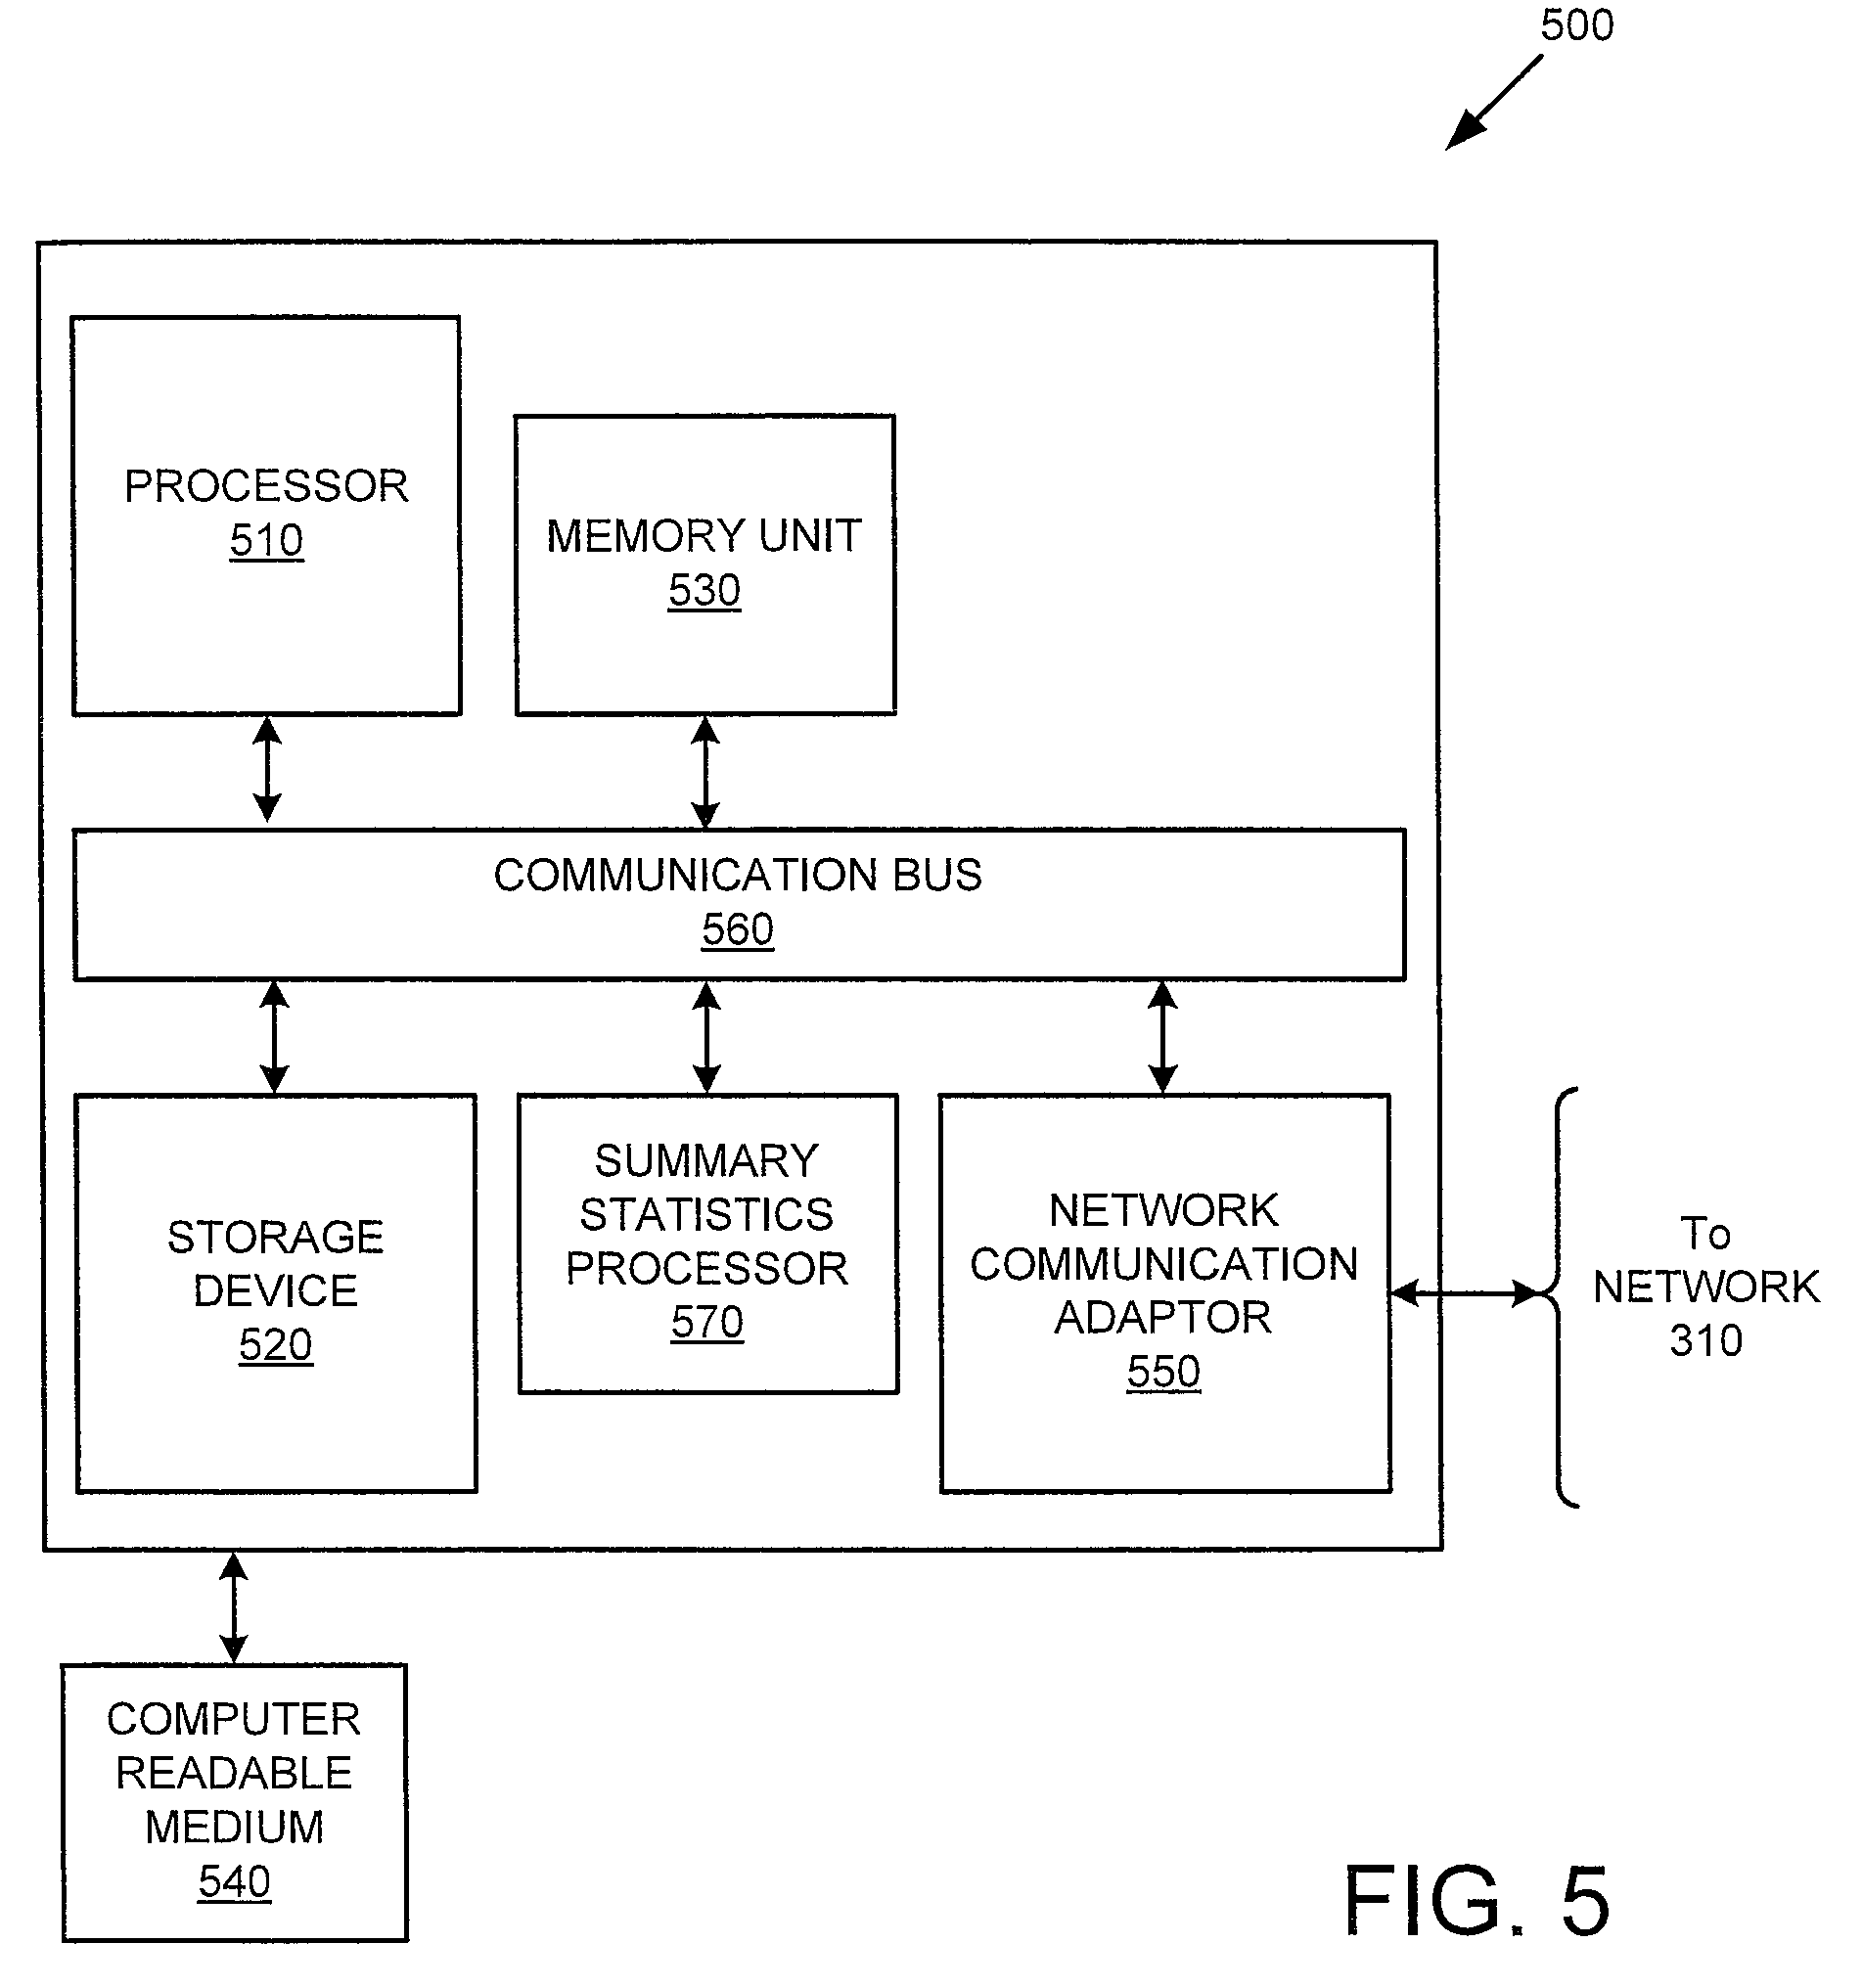 500
PROCESSOR
510
MEMORY UNIT
530
COMMUNICATION BUS
560
STORAGE
DEVICE
520
SUMMARY
STATISTICS
PROCESSOR
570
NETWORK
COMMUNICATION
ADAPTOR
550
To
NETWORK
310
COMPUTER
READABLE
MEDIUM
540
FIG. 5